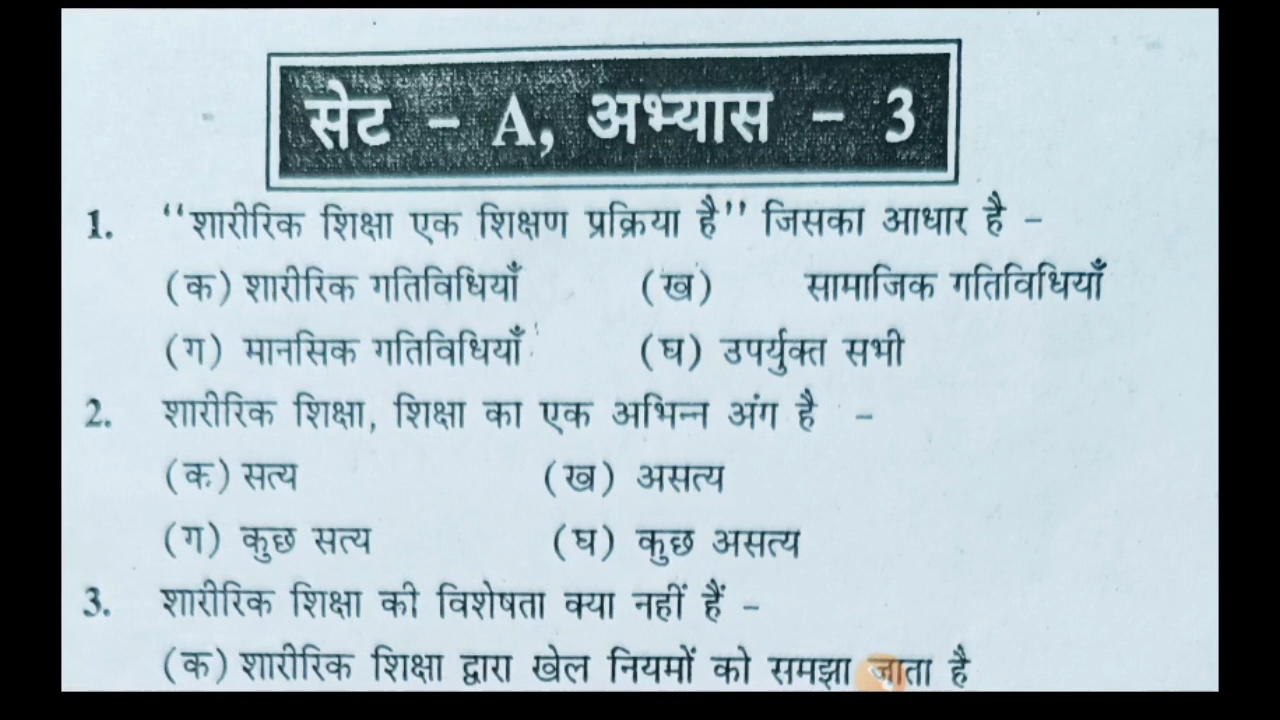 सेट - A, अभ्यास - 3
1. “शारीरिक शिक्षा एक शिक्षण प्रक्रिया है” जिसका आधार है -
(क) शारीरिक गतिविधियाँ (ख) सामाजिक गतिविधियाँ
(ग) मानसिक गतिविधियाँ (घ) उपर्युक्त सभी
2. शारीरिक शिक्षा, शिक्षा का एक अभिन्न अंग है -
(क) सत्य (ख) असत्य
(ग) कुछ सत्य (घ) कुछ असत्य
3. शारीरिक शिक्षा की विशेषता क्या नहीं हैं -
(क) शारीरिक शिक्षा द्वारा खेल नियमों को समझा जाता है